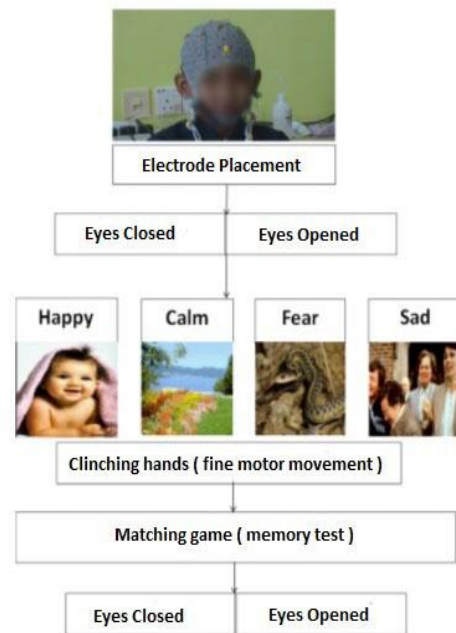 Electrode Placement
Eyes Closed Eyes Opened
Happy Calm Fear Sad
Clinching hands ( fine motor movement )
Matching game ( memory test )
Eyes Closed Eyes Opened